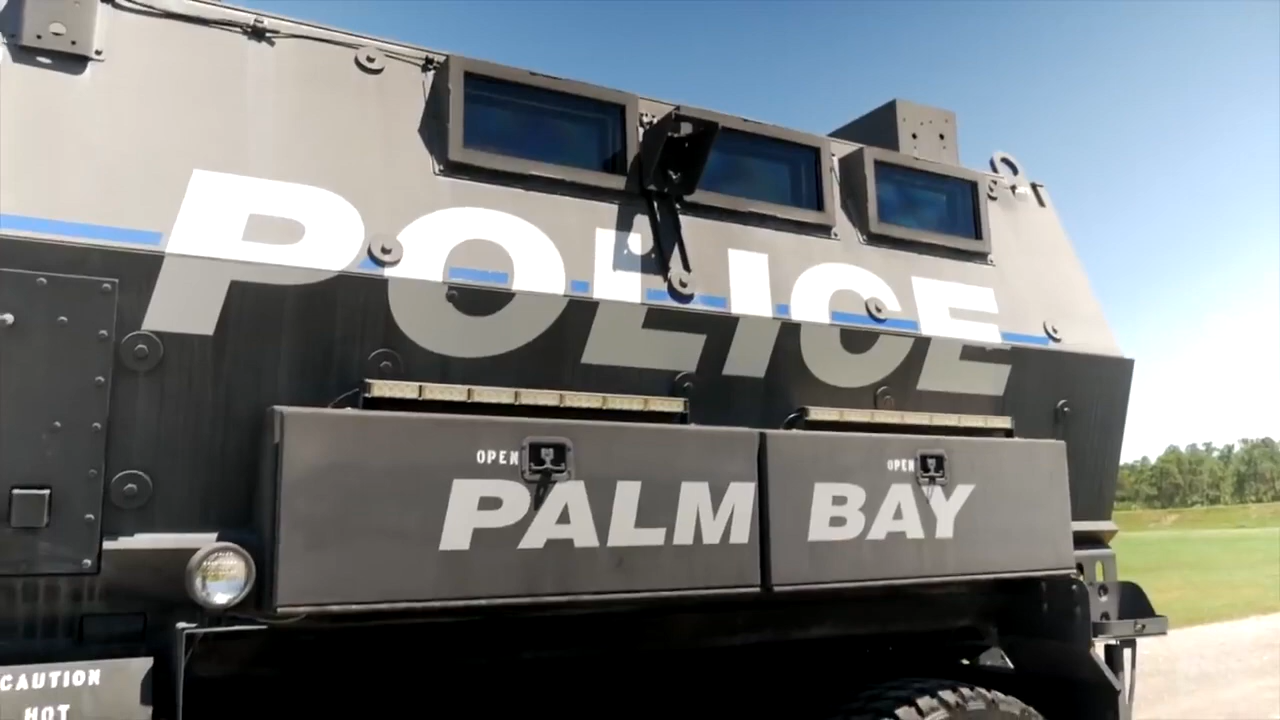 POLICE
OPEN
OPEN
PALM BAY
CAUTION
HOT